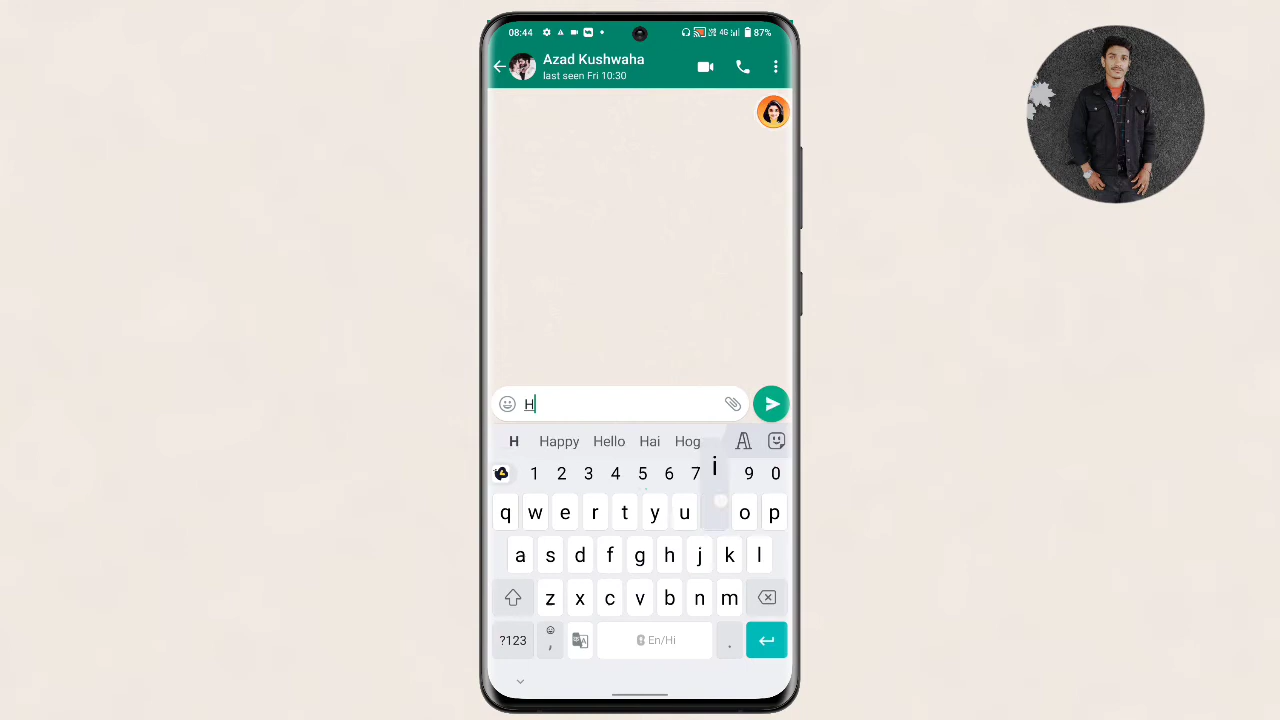 08:44 4G 87%
Azad Kushwaha
last seen Fri 10:30
H
H Happy Hello Hai Hog
1 2 3 4 5 6 7 9 0
i
q w e r t y u o p
a s d f g h j k l
z x c v b n m
?123 , En/Hi .